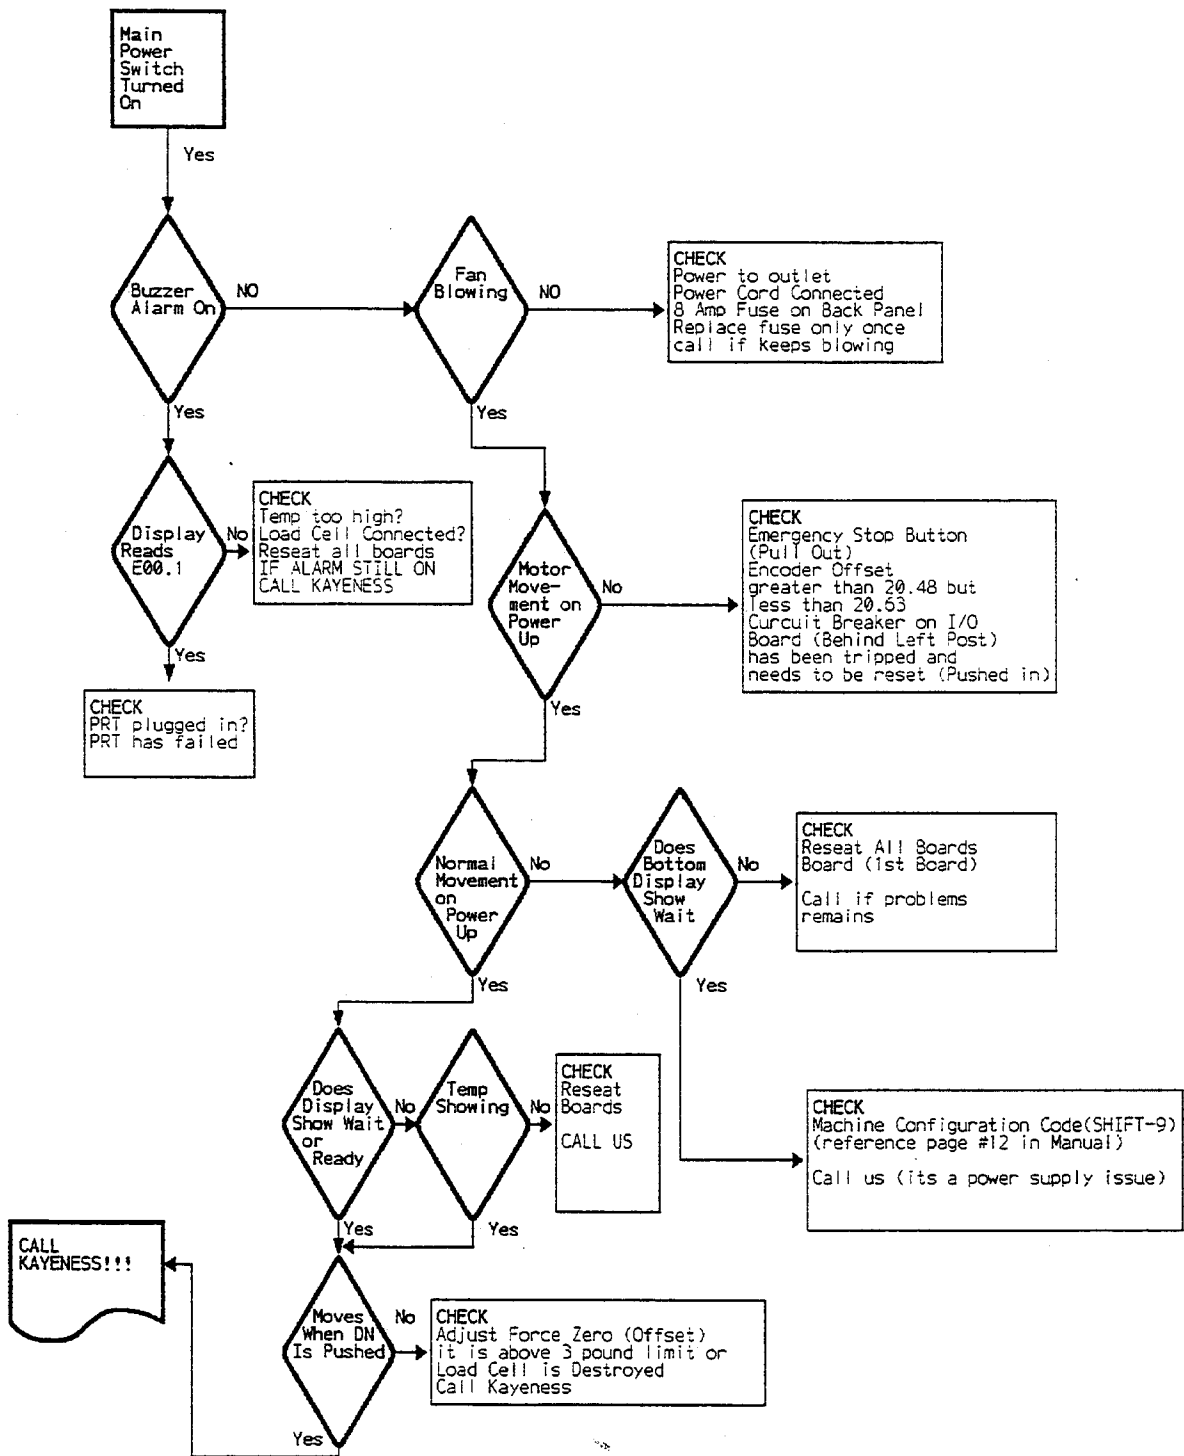 Main
Power
Switch
Turned
On
Yes
Buzzer
Alarm On
NO
Fan
Blowing
NO
CHECK
Power to outlet
Power Cord Connected
8 Amp Fuse on Back Panel
Replace fuse only once
call if keeps blowing
Yes
Yes
Display
Reads
E00.1
No
CHECK
Temp too high?
Load Cell Connected?
Reseat all boards
IF ALARM STILL ON
CALL KAYENESS
Motor
Move-
ment on
Power
Up
No
CHECK
Emergency Stop Button
(Pull Out)
Encoder Offset
greater than 20.48 but
less than 20.53
Curcuit Breaker on I/O
Board (Behind Left Post)
has been tripped and
needs to be reset (Pushed in)
Yes
CHECK
PRT plugged in?
PRT has failed
Yes
Normal
Movement
on
Power
Up
No
Does
Bottom
Display
Show
Wait
No
CHECK
Reseat All Boards
Board (1st Board)
Call if problems
remains
Yes
Yes
Does
Display
Show Wait
or
Ready
No
Temp
Showing
No
CHECK
Reseat
Boards
CALL US
CHECK
Machine Configuration Code(SHIFT-9)
(reference page #12 in Manual)
Call us (its a power supply issue)
Yes
Yes
CALL
KAYENESS!!!
Moves
When DN
Is Pushed
No
CHECK
Adjust Force Zero (Offset)
it is above 3 pound limit or
Load Cell is Destroyed
Call Kayeness
Yes